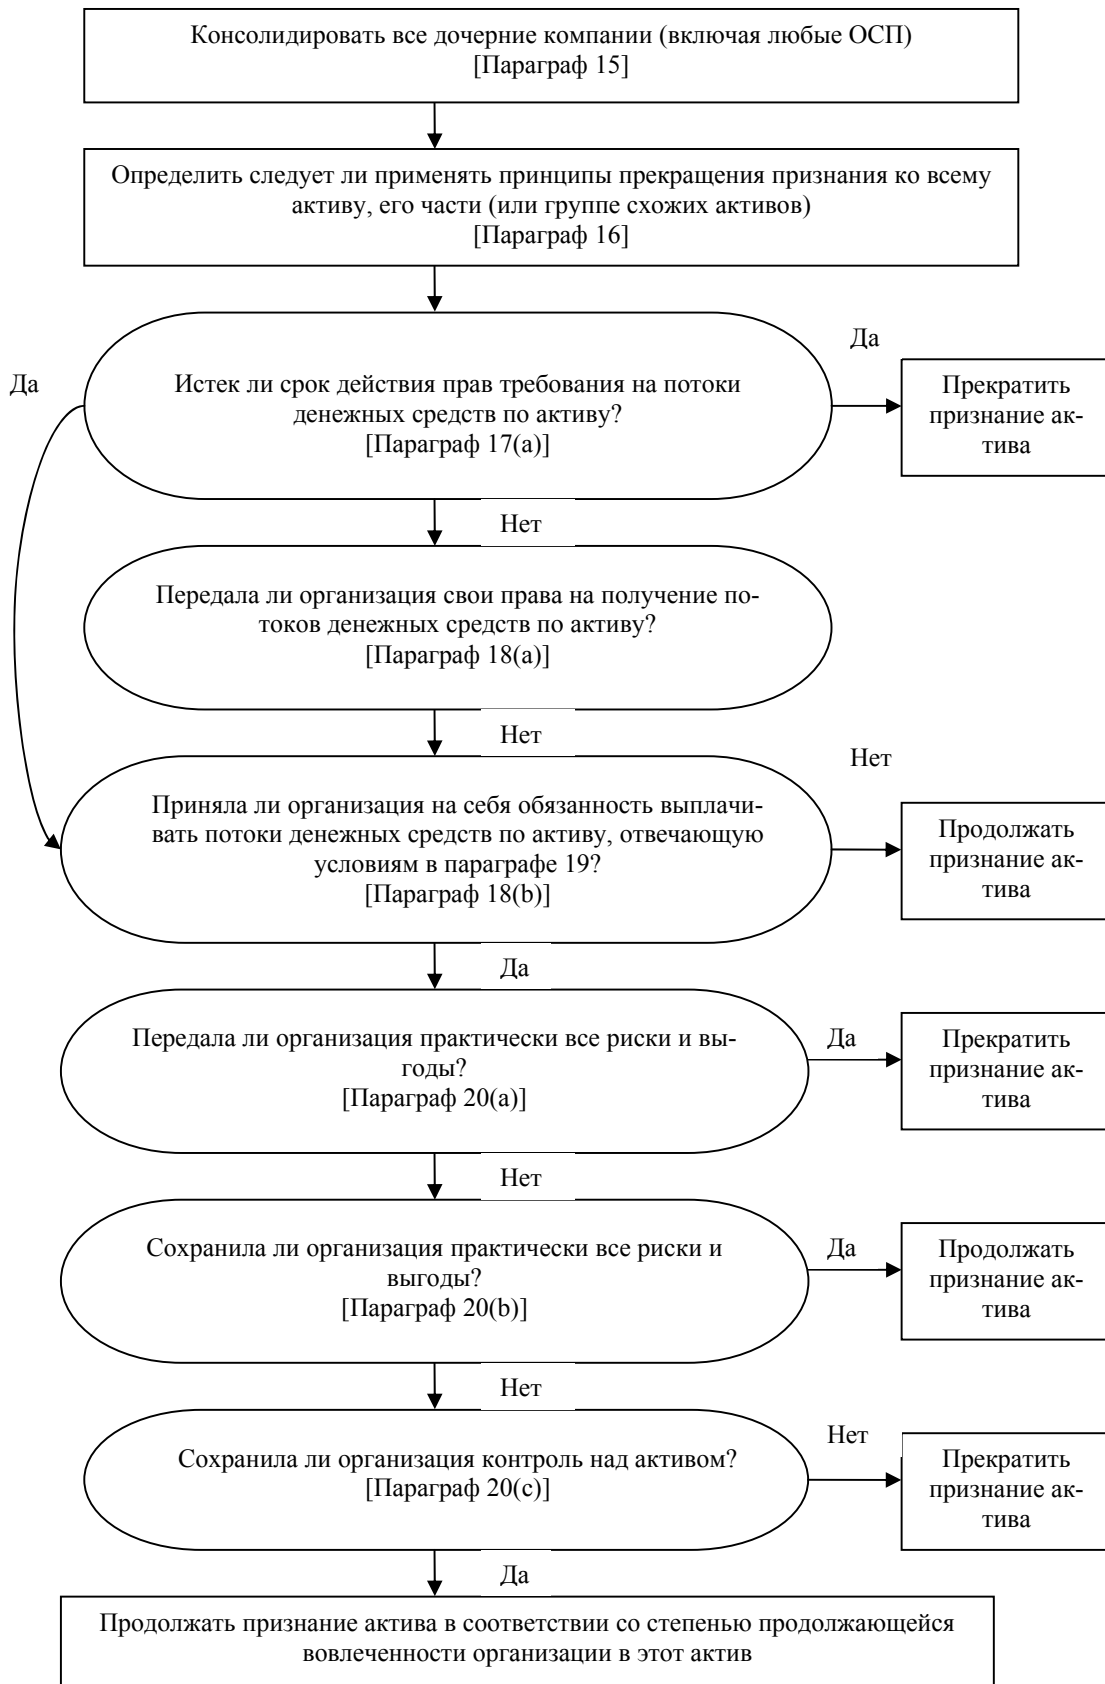 Консолидировать все дочерние компании (включая любые ОСП)
[Параграф 15]
Определить следует ли применять принципы прекращения признания ко всему
активу, его части (или группе схожих активов)
[Параграф 16]
Да
Да
Истек ли срок действия прав требования на потоки
денежных средств по активу?
[Параграф 17(a)]
Прекратить
признание ак-
тива
Нет
Передала ли организация свои права на получение по-
токов денежных средств по активу?
[Параграф 18(a)]
Нет
Нет
Приняла ли организация на себя обязанность выплачи-
вать потоки денежных средств по активу, отвечающую
условиям в параграфе 19?
[Параграф 18(b)]
Продолжать
признание ак-
тива
Да
Передала ли организация практически все риски и вы-
годы?
[Параграф 20(a)]
Да
Прекратить
признание ак-
тива
Нет
Сохранила ли организация практически все риски и
выгоды?
[Параграф 20(b)]
Да
Продолжать
признание ак-
тива
Нет
Сохранила ли организация контроль над активом?
[Параграф 20(c)]
Нет
Прекратить
признание ак-
тива
Да
Продолжать признание актива в соответствии со степенью продолжающейся
вовлеченности организации в этот актив